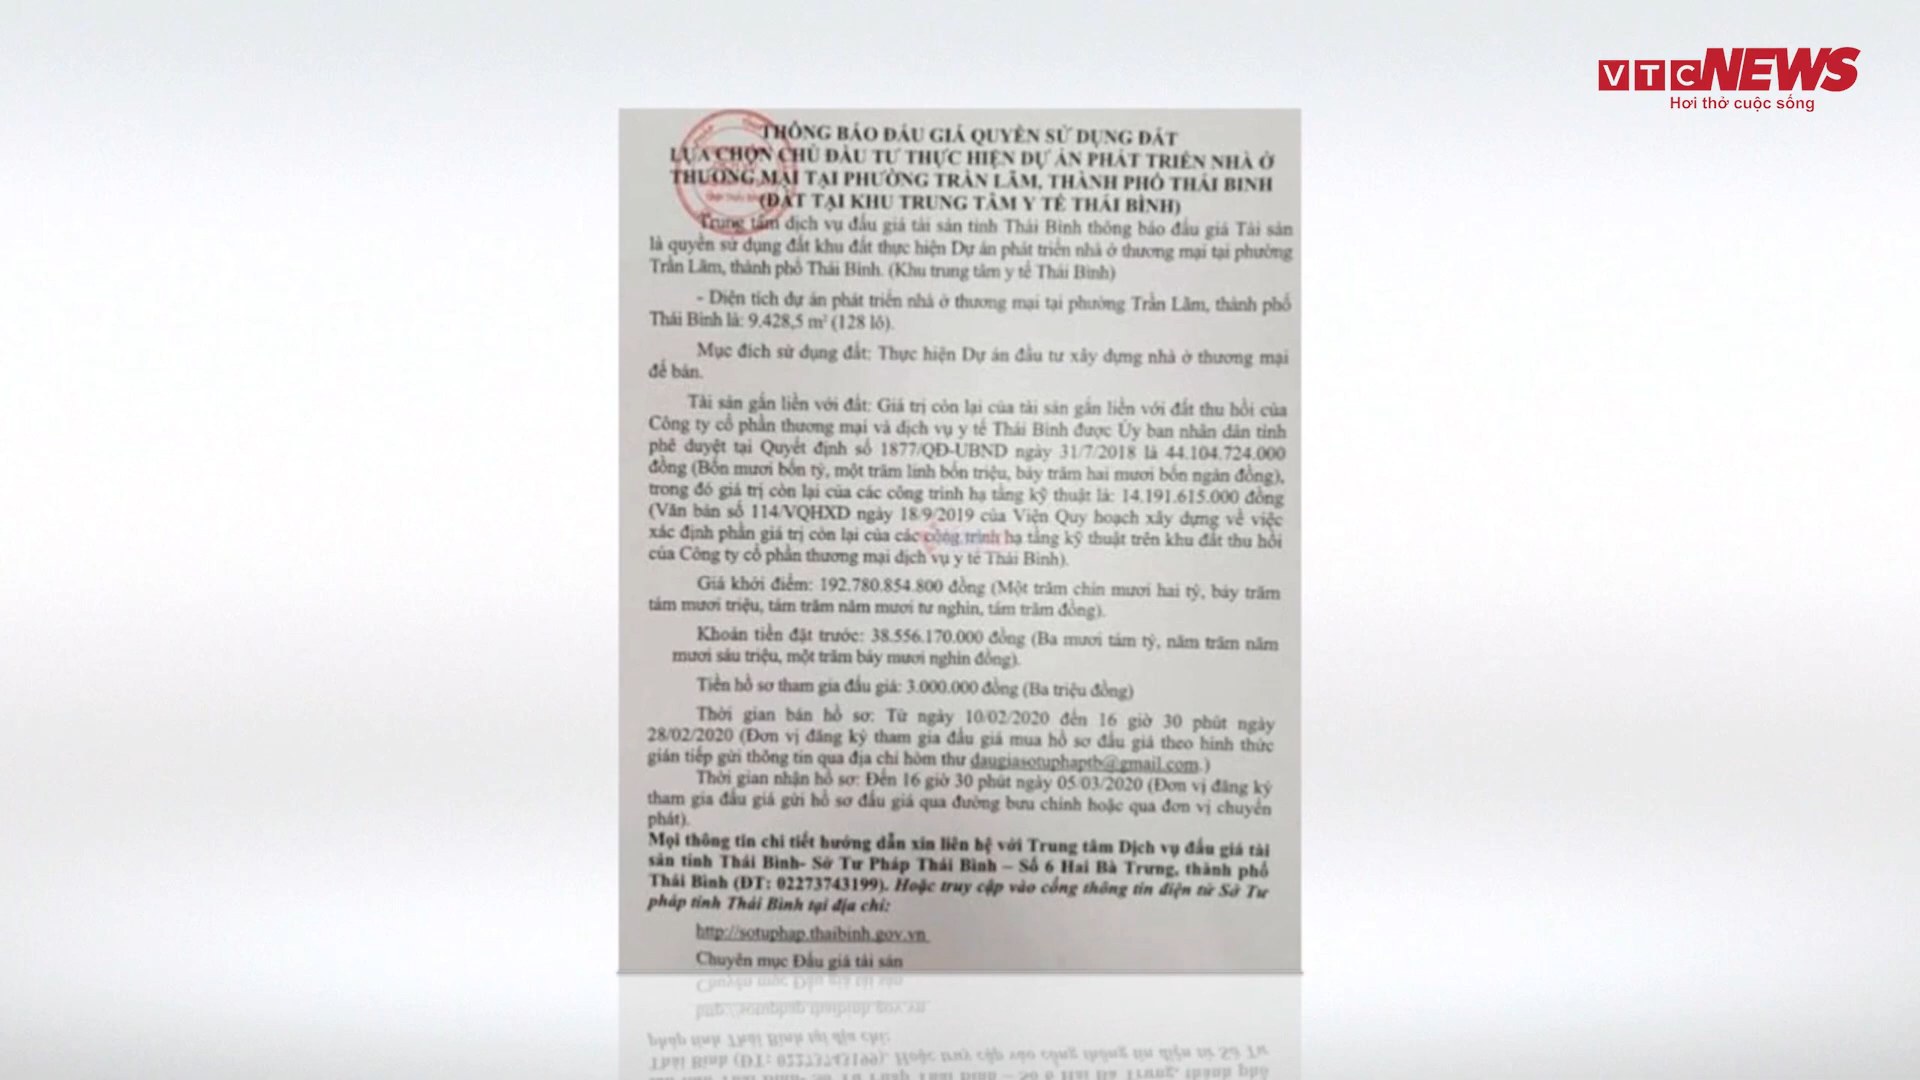 VTC NEWS
Hơi thở cuộc sống
THÔNG BÁO ĐẤU GIÁ QUYỀN SỬ DỤNG ĐẤT
LỰA CHỌN CHỦ ĐẦU TƯ THỰC HIỆN DỰ ÁN PHÁT TRIỂN NHÀ Ở
THƯƠNG MẠI TẠI PHƯỜNG TRẦN LÃM, THÀNH PHỐ THÁI BÌNH
(ĐẤT TẠI KHU TRUNG TÂM Y TẾ THÁI BÌNH)
Trung tâm dịch vụ đấu giá tài sản tỉnh Thái Bình thông báo đấu giá Tài sản
là quyền sử dụng đất khu đất thực hiện Dự án phát triển nhà ở thương mại tại phường
Trần Lãm, thành phố Thái Bình. (Khu trung tâm y tế Thái Bình)
- Diện tích dự án phát triển nhà ở thương mại tại phường Trần Lãm, thành phố
Thái Bình là: 9.428,5 m² (128 lô).
Mục đích sử dụng đất: Thực hiện Dự án đầu tư xây dựng nhà ở thương mại
để bán.
Tài sản gắn liền với đất: Giá trị còn lại của tài sản gắn liền với đất thu hồi của
Công ty cổ phần thương mại và dịch vụ y tế Thái Bình được Ủy ban nhân dân tỉnh
phê duyệt tại Quyết định số 1877/QĐ-UBND ngày 31/7/2018 là 44.104.724.000
đồng (Bốn mươi bốn tỷ, một trăm linh bốn triệu, bảy trăm hai mươi bốn ngàn đồng),
trong đó giá trị còn lại của các công trình hạ tầng kỹ thuật là: 14.191.615.000 đồng
(Văn bản số 114/VQHXD ngày 18/9/2019 của Viện Quy hoạch xây dựng về việc
xác định phần giá trị còn lại của các công trình hạ tầng kỹ thuật trên khu đất thu hồi
của Công ty cổ phần thương mại dịch vụ y tế Thái Bình).
Giá khởi điểm: 192.780.854.800 đồng (Một trăm chín mươi hai tỷ, bảy trăm
tám mươi triệu, tám trăm năm mươi tư nghìn, tám trăm đồng).
Khoản tiền đặt trước: 38.556.170.000 đồng (Ba mươi tám tỷ, năm trăm năm
mươi sáu triệu, một trăm bảy mươi nghìn đồng).
Tiền hồ sơ tham gia đấu giá: 3.000.000 đồng (Ba triệu đồng)
Thời gian bán hồ sơ: Từ ngày 10/02/2020 đến 16 giờ 30 phút ngày
28/02/2020 (Đơn vị đăng ký tham gia đấu giá mua hồ sơ đấu giá theo hình thức
gián tiếp gửi thông tin qua địa chỉ hòm thư daugiasotuphaptb@gmail.com.)
Thời gian nhận hồ sơ: Đến 16 giờ 30 phút ngày 05/03/2020 (Đơn vị đăng ký
tham gia đấu giá gửi hồ sơ đấu giá qua đường bưu chính hoặc qua đơn vị chuyển
phát).
Mọi thông tin chi tiết hướng dẫn xin liên hệ với Trung tâm Dịch vụ đấu giá tài
sản tỉnh Thái Bình- Sở Tư Pháp Thái Bình – Số 6 Hai Bà Trưng, thành phố
Thái Bình (ĐT: 02273743199). Hoặc truy cập vào cổng thông tin điện tử Sở Tư
pháp tỉnh Thái Bình tại địa chỉ:
http://sotuphap.thaibinh.gov.vn
Chuyên mục Đấu giá tài sản